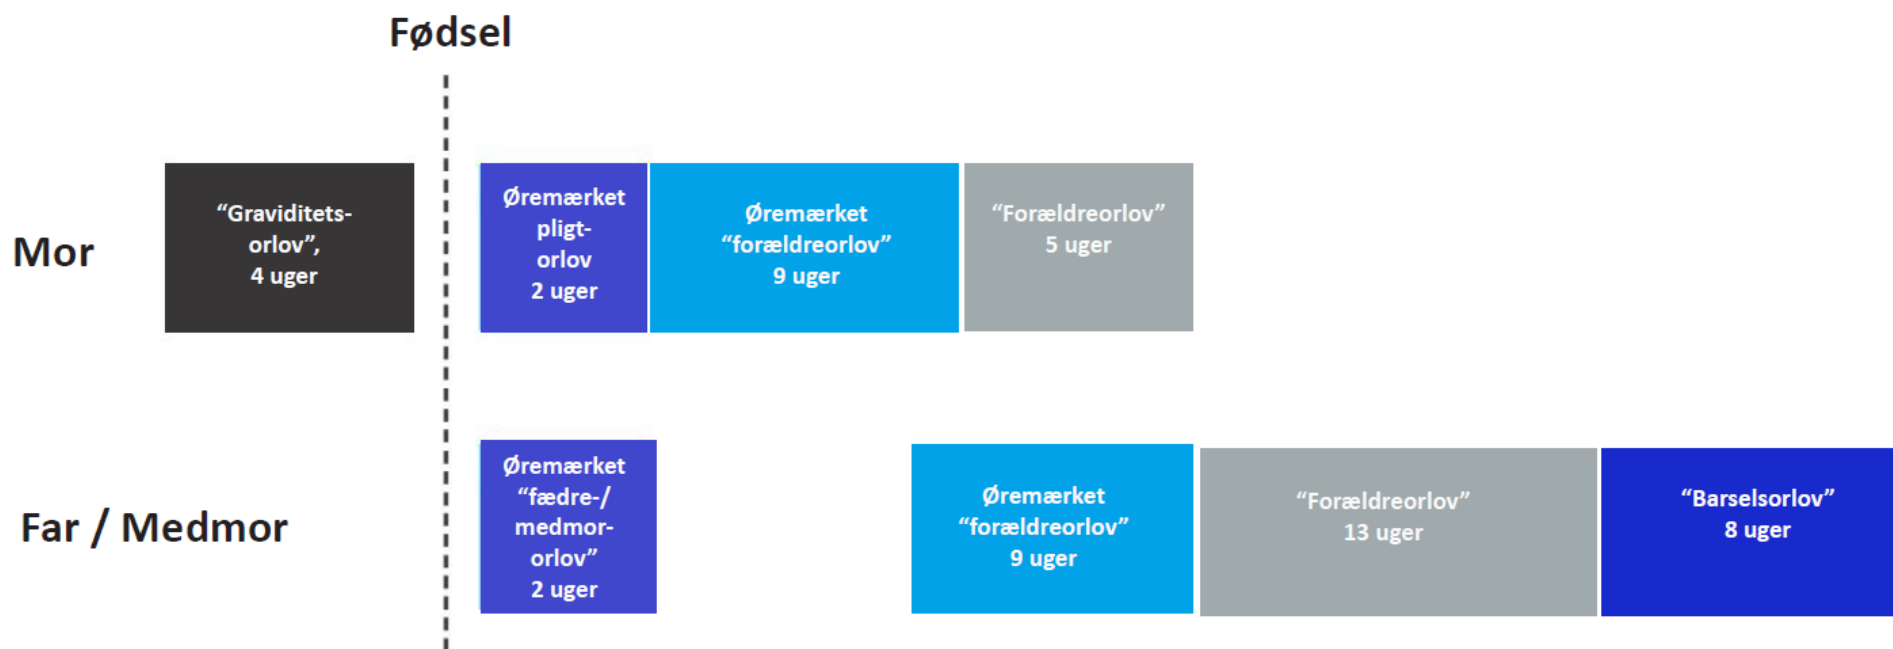 Fødsel
Mor
“Graviditets-
orlov”,
4 uger
Øremærket
pligt-
orlov
2 uger
Øremærket
“forældreorlov”
9 uger
“Forældreorlov”
5 uger
Far / Medmor
Øremærket
“fædre-/
medmor-
orlov”
2 uger
Øremærket
“forældreorlov”
9 uger
“Forældreorlov”
13 uger
“Barselsorlov”
8 uger